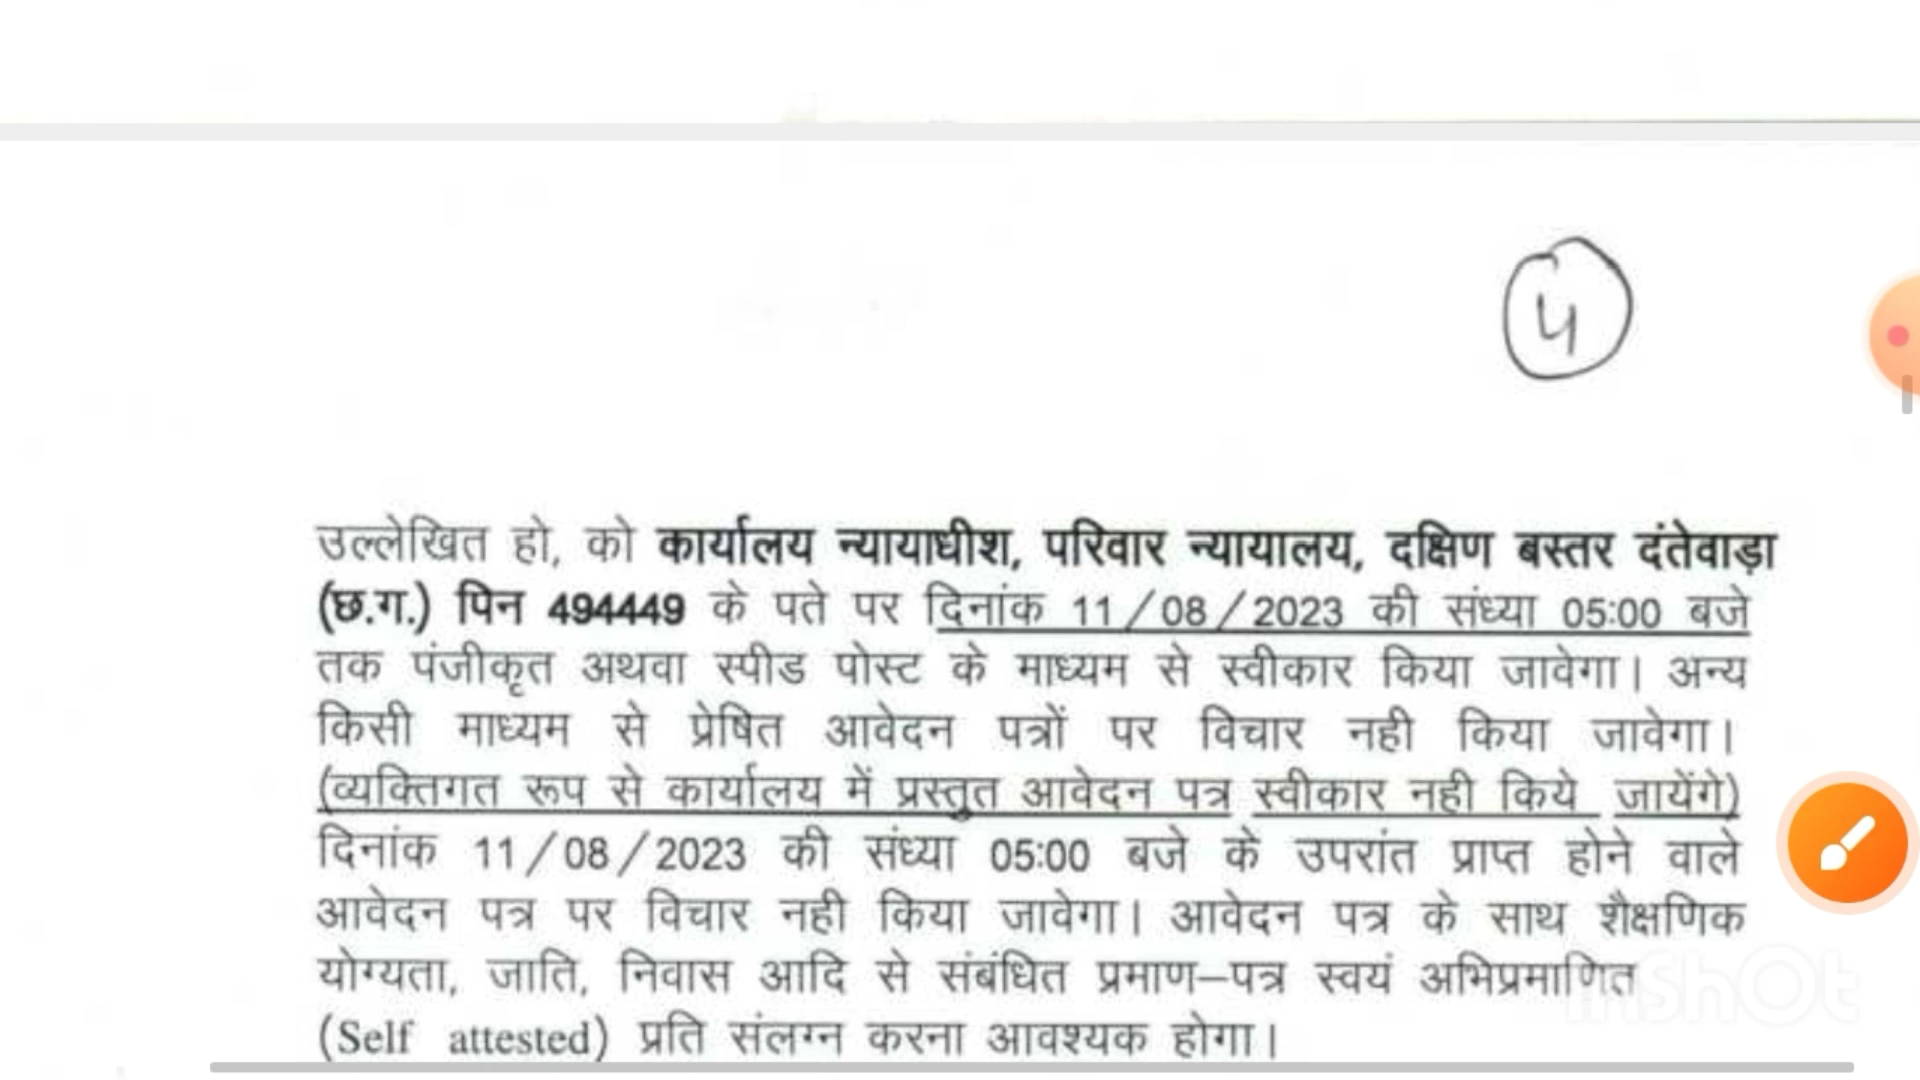 4
उल्लेखित हो, को कार्यालय न्यायाधीश, परिवार न्यायालय, दक्षिण बस्तर दंतेवाड़ा
(छ.ग.) पिन 494449 के पते पर दिनांक 11/08/2023 की संध्या 05:00 बजे
तक पंजीकृत अथवा स्पीड पोस्ट के माध्यम से स्वीकार किया जावेगा। अन्य
किसी माध्यम से प्रेषित आवेदन पत्रों पर विचार नही किया जावेगा।
(व्यक्तिगत रूप से कार्यालय में प्रस्तुत आवेदन पत्र स्वीकार नही किये जायेंगे)
दिनांक 11/08/2023 की संध्या 05:00 बजे के उपरांत प्राप्त होने वाले
आवेदन पत्र पर विचार नही किया जावेगा। आवेदन पत्र के साथ शैक्षणिक
योग्यता, जाति, निवास आदि से संबंधित प्रमाण–पत्र स्वयं अभिप्रमाणित
(Self attested) प्रति संलग्न करना आवश्यक होगा।
InShOt